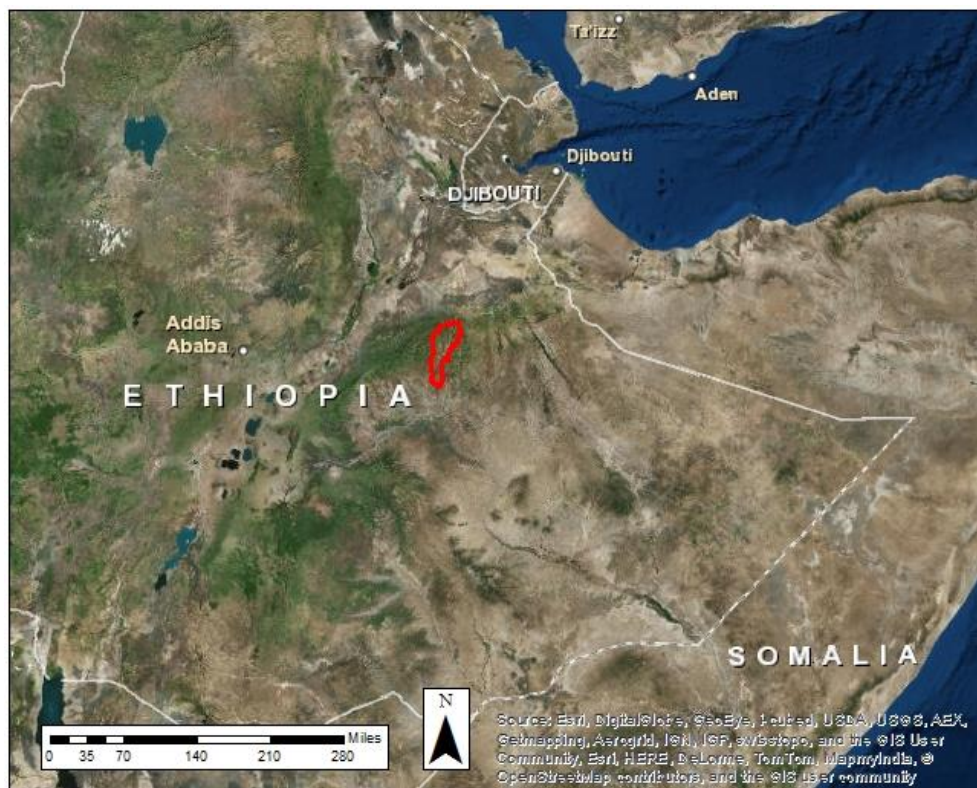 Ta'izz
Aden
Djibouti
DJIBOUTI
Addis
Ababa
ETHIOPIA
SOMALIA
N
Miles
0 35 70 140 210 280
Source: Esri, DigitalGlobe, GeoEye, i-cubed, USDA, USGS, AEX,
Getmapping, Aerogrid, IGN, IGP, swisstopo, and the GIS User
Community, Esri, HERE, DeLorme, TomTom, MapmyIndia, ©
OpenStreetMap contributors, and the GIS user community